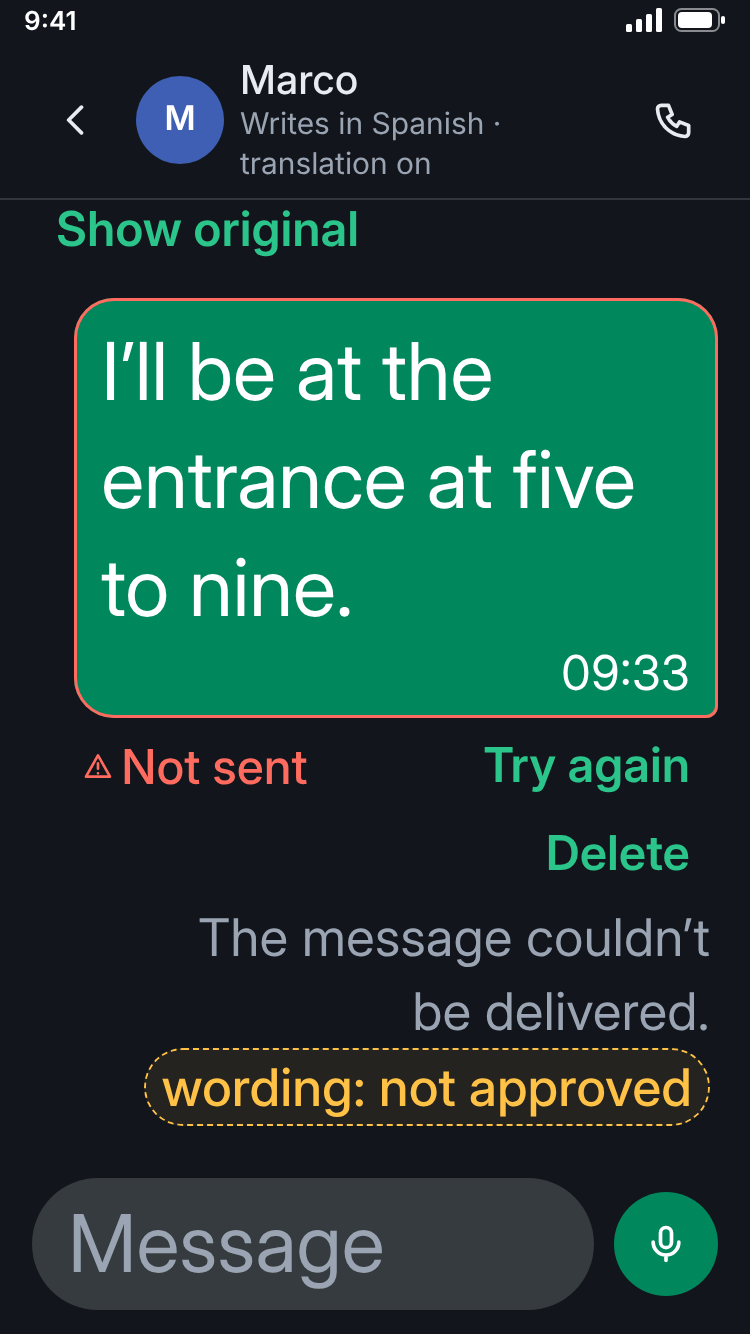 9:41
M
Marco
Writes in Spanish ·
translation on
Show original
I’ll be at the
entrance at five
to nine.
09:33
Not sent
Try again
Delete
The message couldn’t
be delivered.
wording: not approved
Message